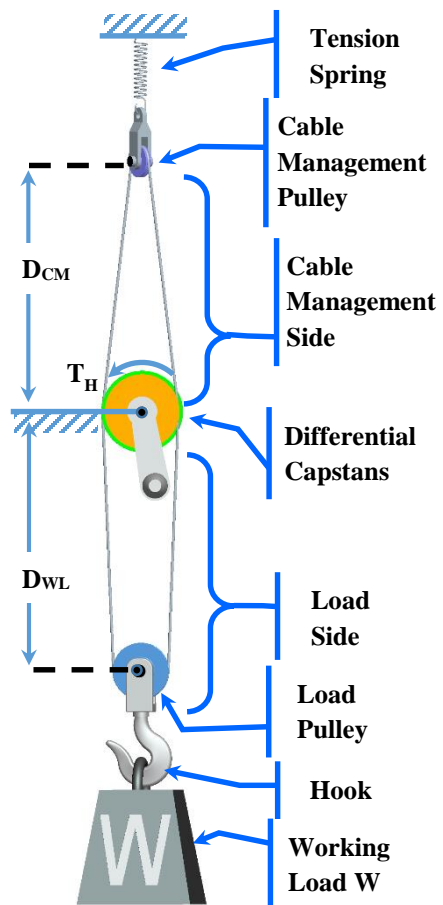 Tension
Spring
Cable
Management
Pulley
DCM
Cable
Management
Side
TH
Differential
Capstans
DWL
Load
Side
Load
Pulley
Hook
W
Working
Load W